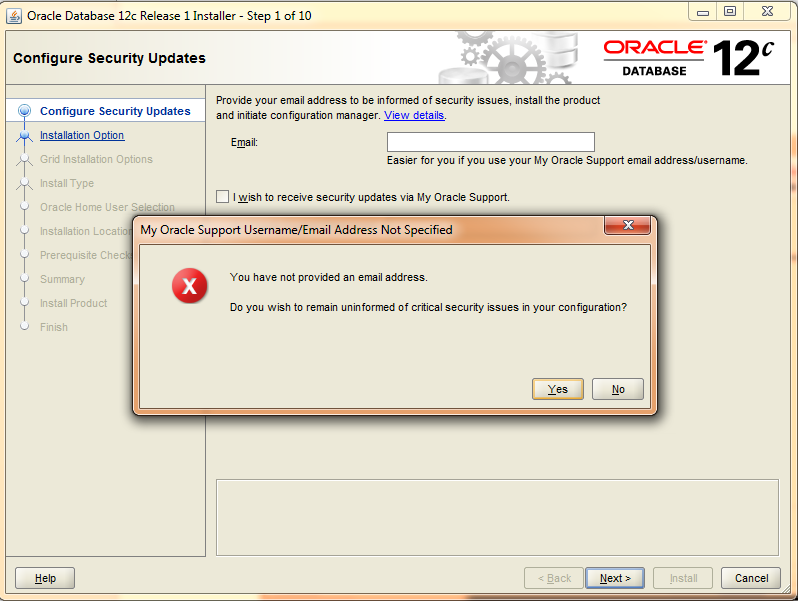 Oracle Database 12c Release 1 Installer - Step 1 of 10
Configure Security Updates
ORACLE®
DATABASE
12c
Configure Security Updates
Installation Option
Grid Installation Options
Install Type
Oracle Home User Selection
Installation Location
Prerequisite Checks
Summary
Install Product
Finish
Provide your email address to be informed of security issues, install the product
and initiate configuration manager. View details.
Email:
Easier for you if you use your My Oracle Support email address/username.
I wish to receive security updates via My Oracle Support.
My Oracle Support Username/Email Address Not Specified
You have not provided an email address.
Do you wish to remain uninformed of critical security issues in your configuration?
Yes No
Help < Back Next > Install Cancel